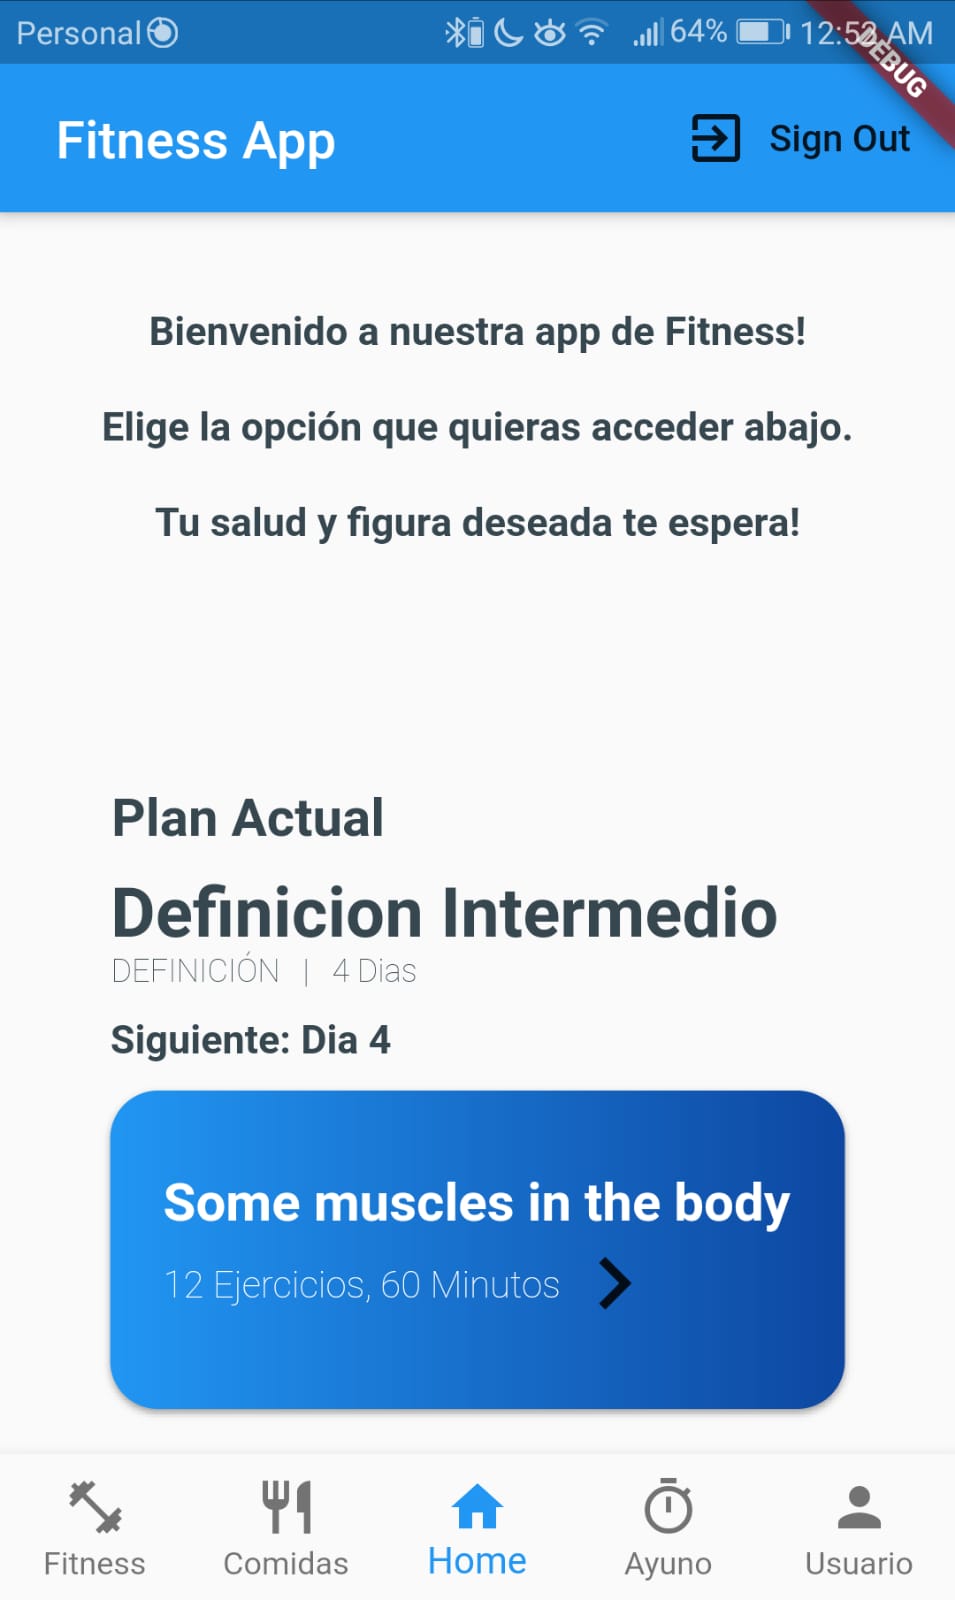 Personal 64% 12:52 AM
DEBUG
Fitness App Sign Out
Bienvenido a nuestra app de Fitness!
Elige la opción que quieras acceder abajo.
Tu salud y figura deseada te espera!
Plan Actual
Definicion Intermedio
DEFINICIÓN | 4 Dias
Siguiente: Dia 4
Some muscles in the body
12 Ejercicios, 60 Minutos
Fitness Comidas Home Ayuno Usuario